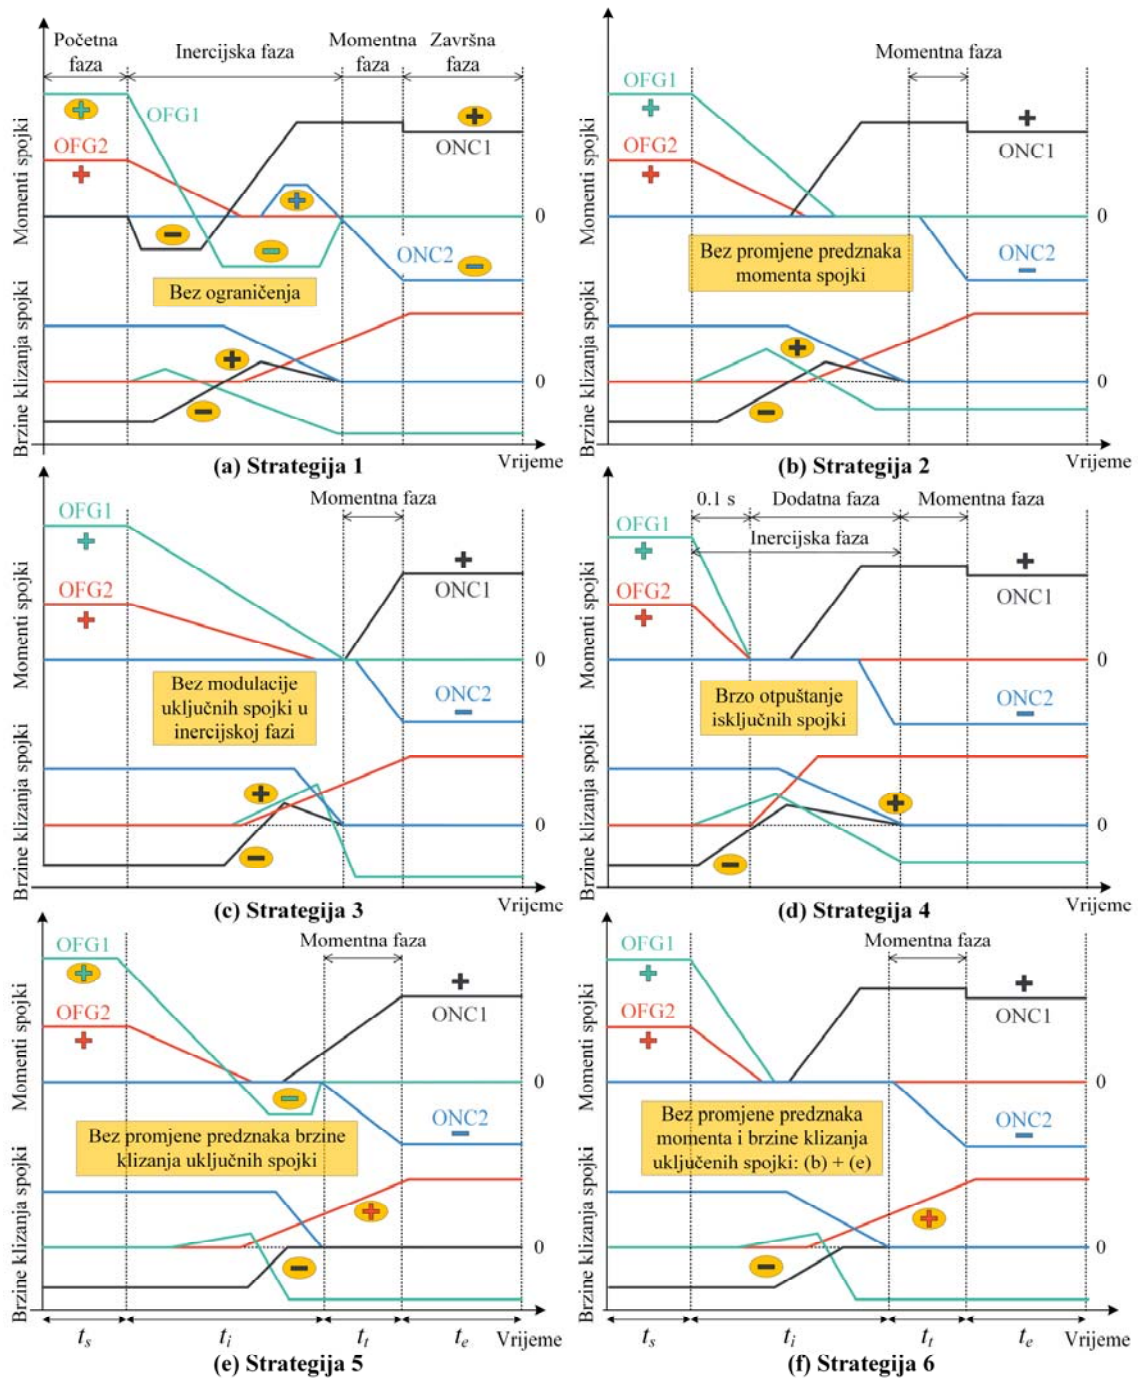 Početna
faza
Inercijska faza
Momentna
faza
Završna
faza
Momenti spojki
OFG1
OFG2
ONC1
0
ONC2
Bez ograničenja
Brzine klizanja spojki
0
Vrijeme
(a) Strategija 1
Momentna faza
Momenti spojki
OFG1
OFG2
ONC1
0
ONC2
Bez promjene predznaka
momenta spojki
Brzine klizanja spojki
0
Vrijeme
(b) Strategija 2
Momentna faza
Momenti spojki
OFG1
OFG2
ONC1
0
ONC2
Bez modulacije
uključnih spojki u
inercijskoj fazi
Brzine klizanja spojki
0
Vrijeme
(c) Strategija 3
0.1 s
Dodatna faza
Momentna faza
Inercijska faza
Momenti spojki
OFG1
OFG2
ONC1
0
ONC2
Brzo otpuštanje
isključnih spojki
Brzine klizanja spojki
0
Vrijeme
(d) Strategija 4
Momentna faza
Momenti spojki
OFG1
OFG2
ONC1
0
ONC2
Bez promjene predznaka brzine
klizanja uključnih spojki
Brzine klizanja spojki
0
ts ti tt te Vrijeme
(e) Strategija 5
Momentna faza
Momenti spojki
OFG1
OFG2
ONC1
0
ONC2
Bez promjene predznaka
momenta i brzine klizanja
uključenih spojki: (b) + (e)
Brzine klizanja spojki
0
ts ti tt te Vrijeme
(f) Strategija 6